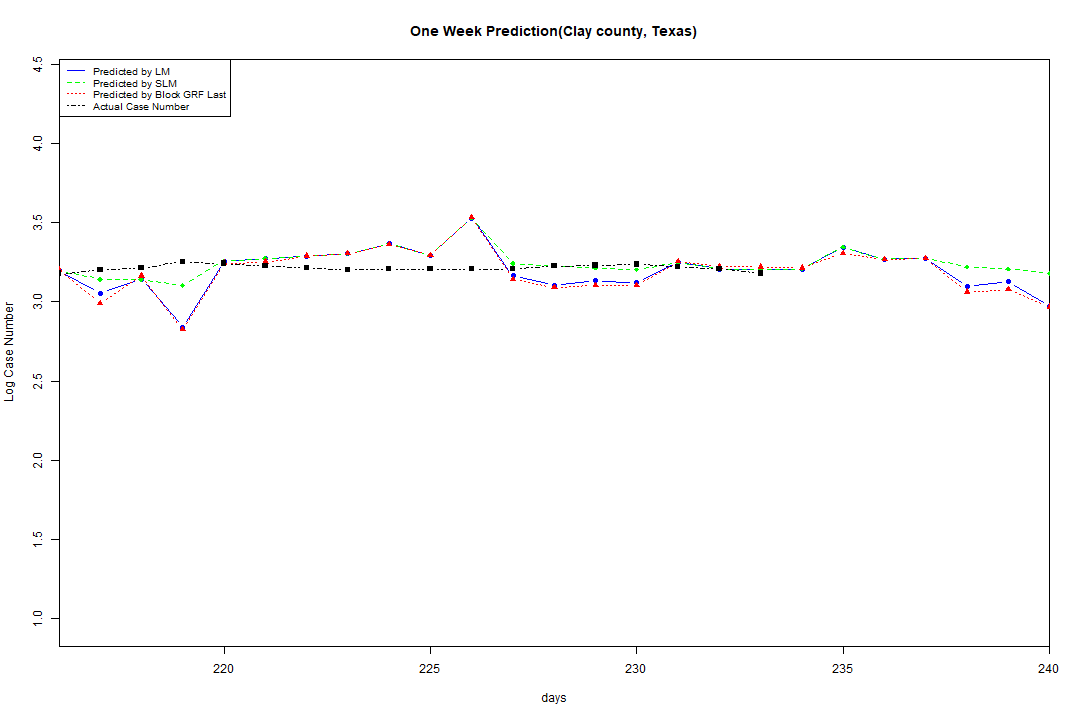 One Week Prediction(Clay county, Texas)
Predicted by LM
Predicted by SLM
Predicted by Block GRF Last
Actual Case Number
4.5
4.0
3.5
3.0
2.5
2.0
1.5
1.0
Log Case Number
220
225
230
235
240
days